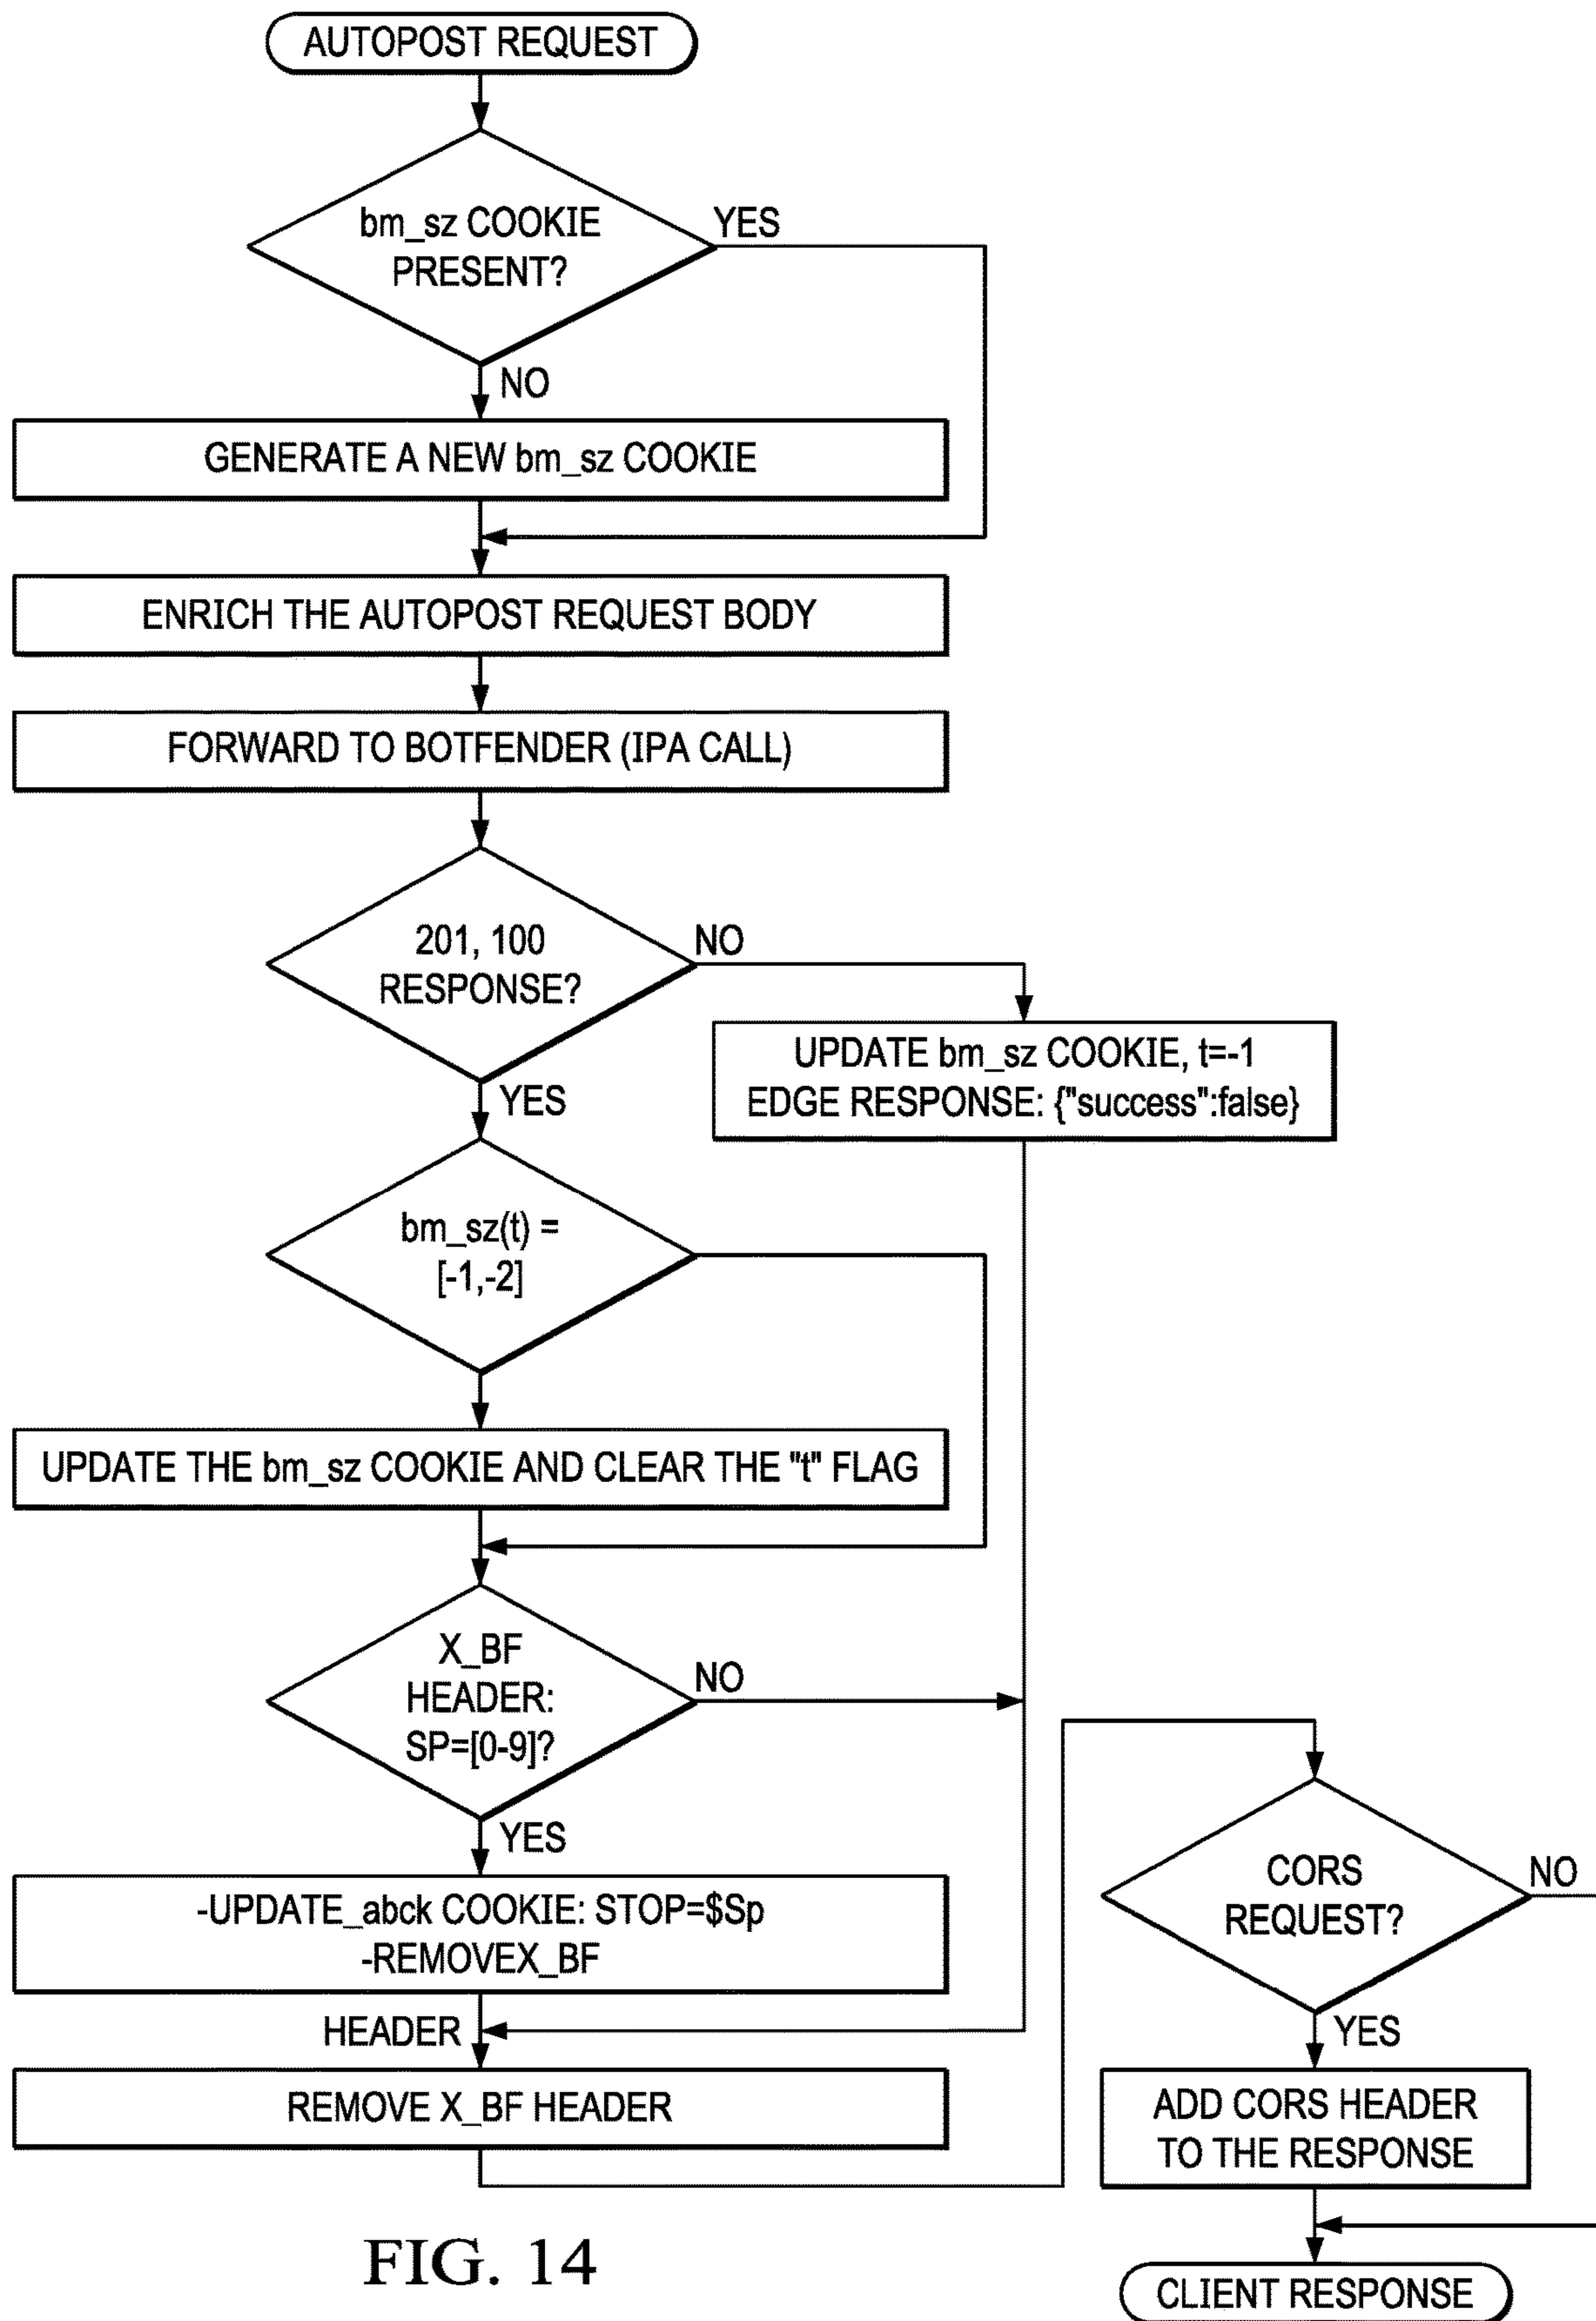 AUTOPOST REQUEST
bm_sz COOKIE
PRESENT?
YES
NO
GENERATE A NEW bm_sz COOKIE
ENRICH THE AUTOPOST REQUEST BODY
FORWARD TO BOTFENDER (IPA CALL)
201, 100
RESPONSE?
NO
YES
UPDATE bm_sz COOKIE, t=-1
EDGE RESPONSE: {"success":false}
bm_sz(t) =
[-1,-2]
UPDATE THE bm_sz COOKIE AND CLEAR THE "t" FLAG
X_BF
HEADER:
SP=[0-9]?
NO
YES
-UPDATE_abck COOKIE: STOP=$Sp
-REMOVEX_BF
HEADER
REMOVE X_BF HEADER
CORS
REQUEST?
NO
YES
ADD CORS HEADER
TO THE RESPONSE
CLIENT RESPONSE
FIG. 14